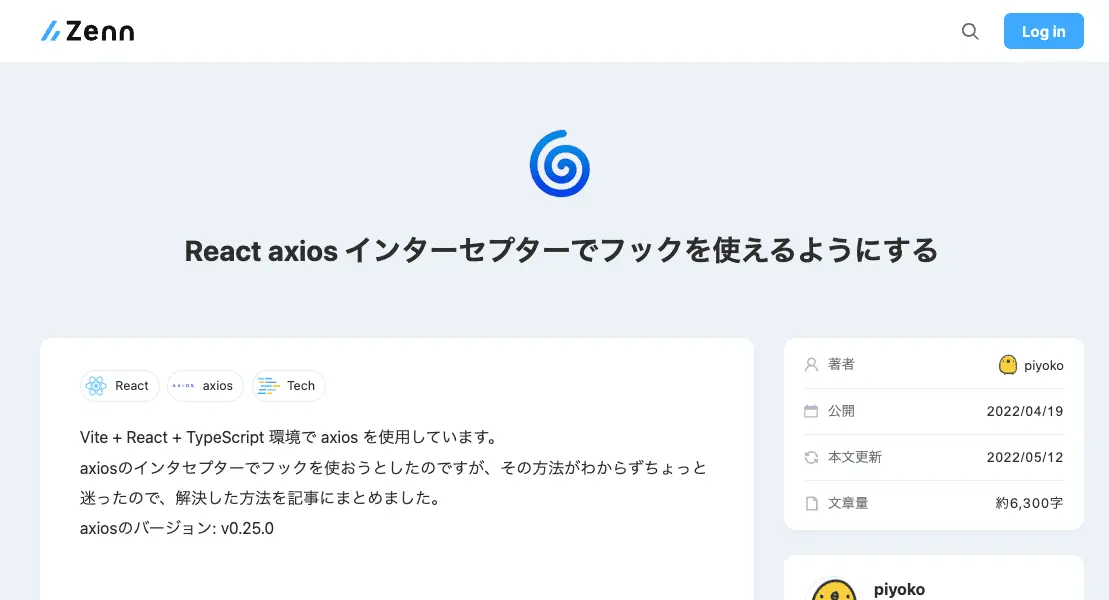 Zenn
Log in
React axios インターセプターでフックを使えるようにする
React
axios
Tech
Vite + React + TypeScript 環境で axios を使用しています。
axiosのインタセプターでフックを使おうとしたのですが、その方法がわからずちょっと
迷ったので、解決した方法を記事にまとめました。
axiosのバージョン: v0.25.0
著者 piyoko
公開 2022/04/19
本文更新 2022/05/12
文章量 約6,300字
piyoko